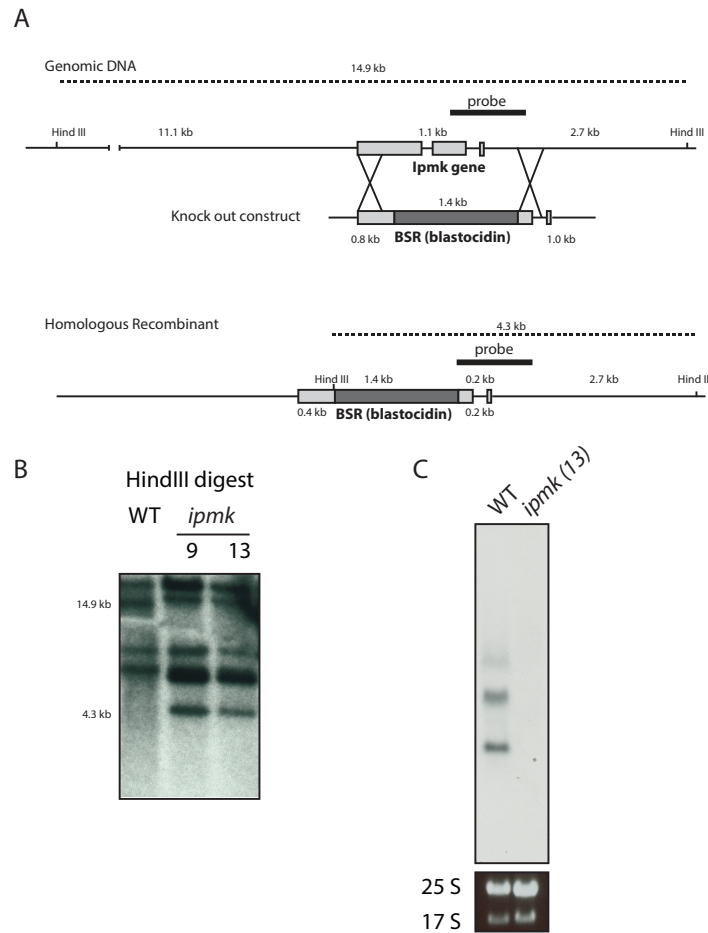 A
Genomic DNA
14.9 kb
probe
Hind III 11.1 kb 1.1 kb 2.7 kb Hind III
Ipmk gene
1.4 kb
Knock out construct
0.8 kb BSR (blastocidin) 1.0 kb
Homologous Recombinant
4.3 kb
probe
Hind III 1.4 kb 0.2 kb 2.7 kb Hind II
0.4 kb BSR (blastocidin) 0.2 kb
B
HindIII digest
WT ipmk
9 13
14.9 kb
4.3 kb
C
WT ipmk (13)
25 S
17 S